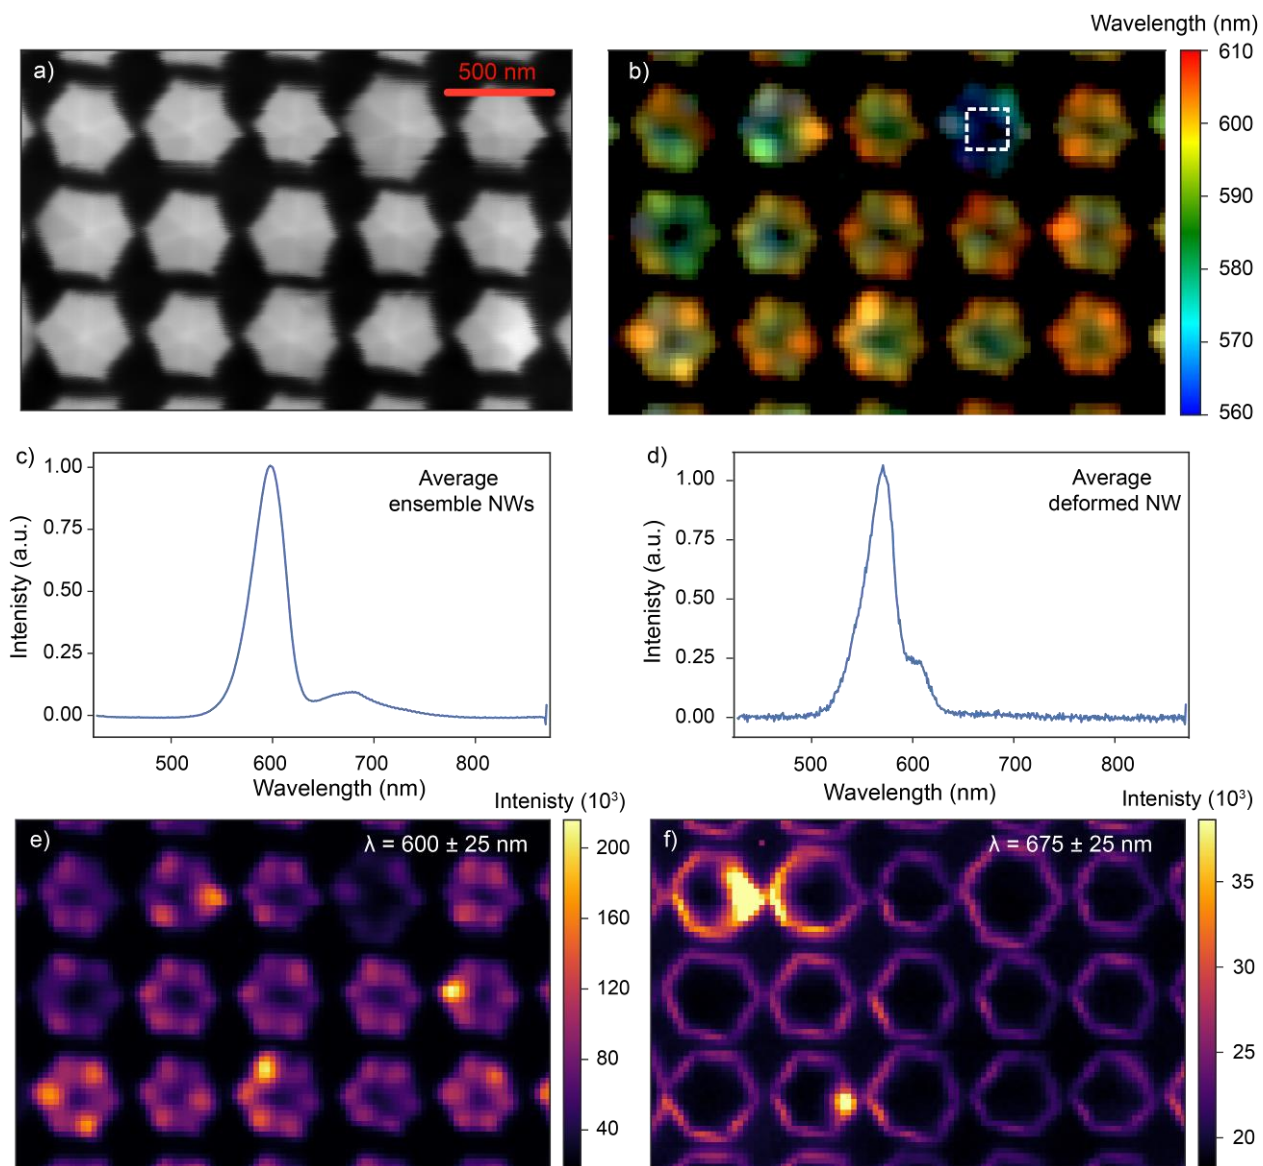 Wavelength (nm)
a)
500 nm
b)
610
600
590
580
570
560
c)
1.00
0.75
0.50
0.25
0.00
Intenisty (a.u.)
Average
ensemble NWs
500
600
700
800
Wavelength (nm)
d)
1.00
0.75
0.50
0.25
0.00
Intenisty (a.u.)
Average
deformed NW
500
600
700
800
Wavelength (nm)
Intenisty (10³)
e)
λ = 600 ± 25 nm
200
160
120
80
40
Intenisty (10³)
f)
λ = 675 ± 25 nm
35
30
25
20